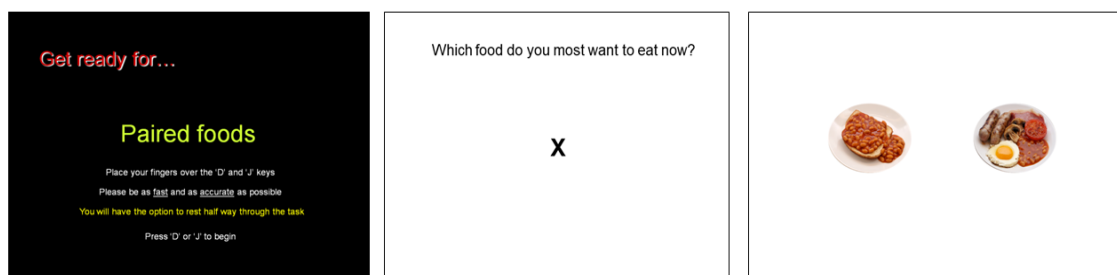 Get ready for...
Paired foods
Place your fingers over the 'D' and 'J' keys
Please be as fast and as accurate as possible
You will have the option to rest half way through the task
Press 'D' or 'J' to begin
Which food do you most want to eat now?
X